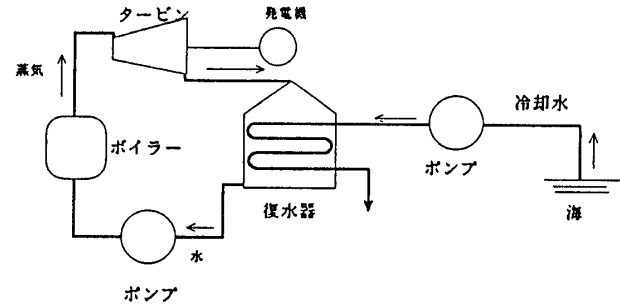 タービン
発電機
蒸気
冷却水
ボイラー
ポンプ
復水器
海
水
ポンプ